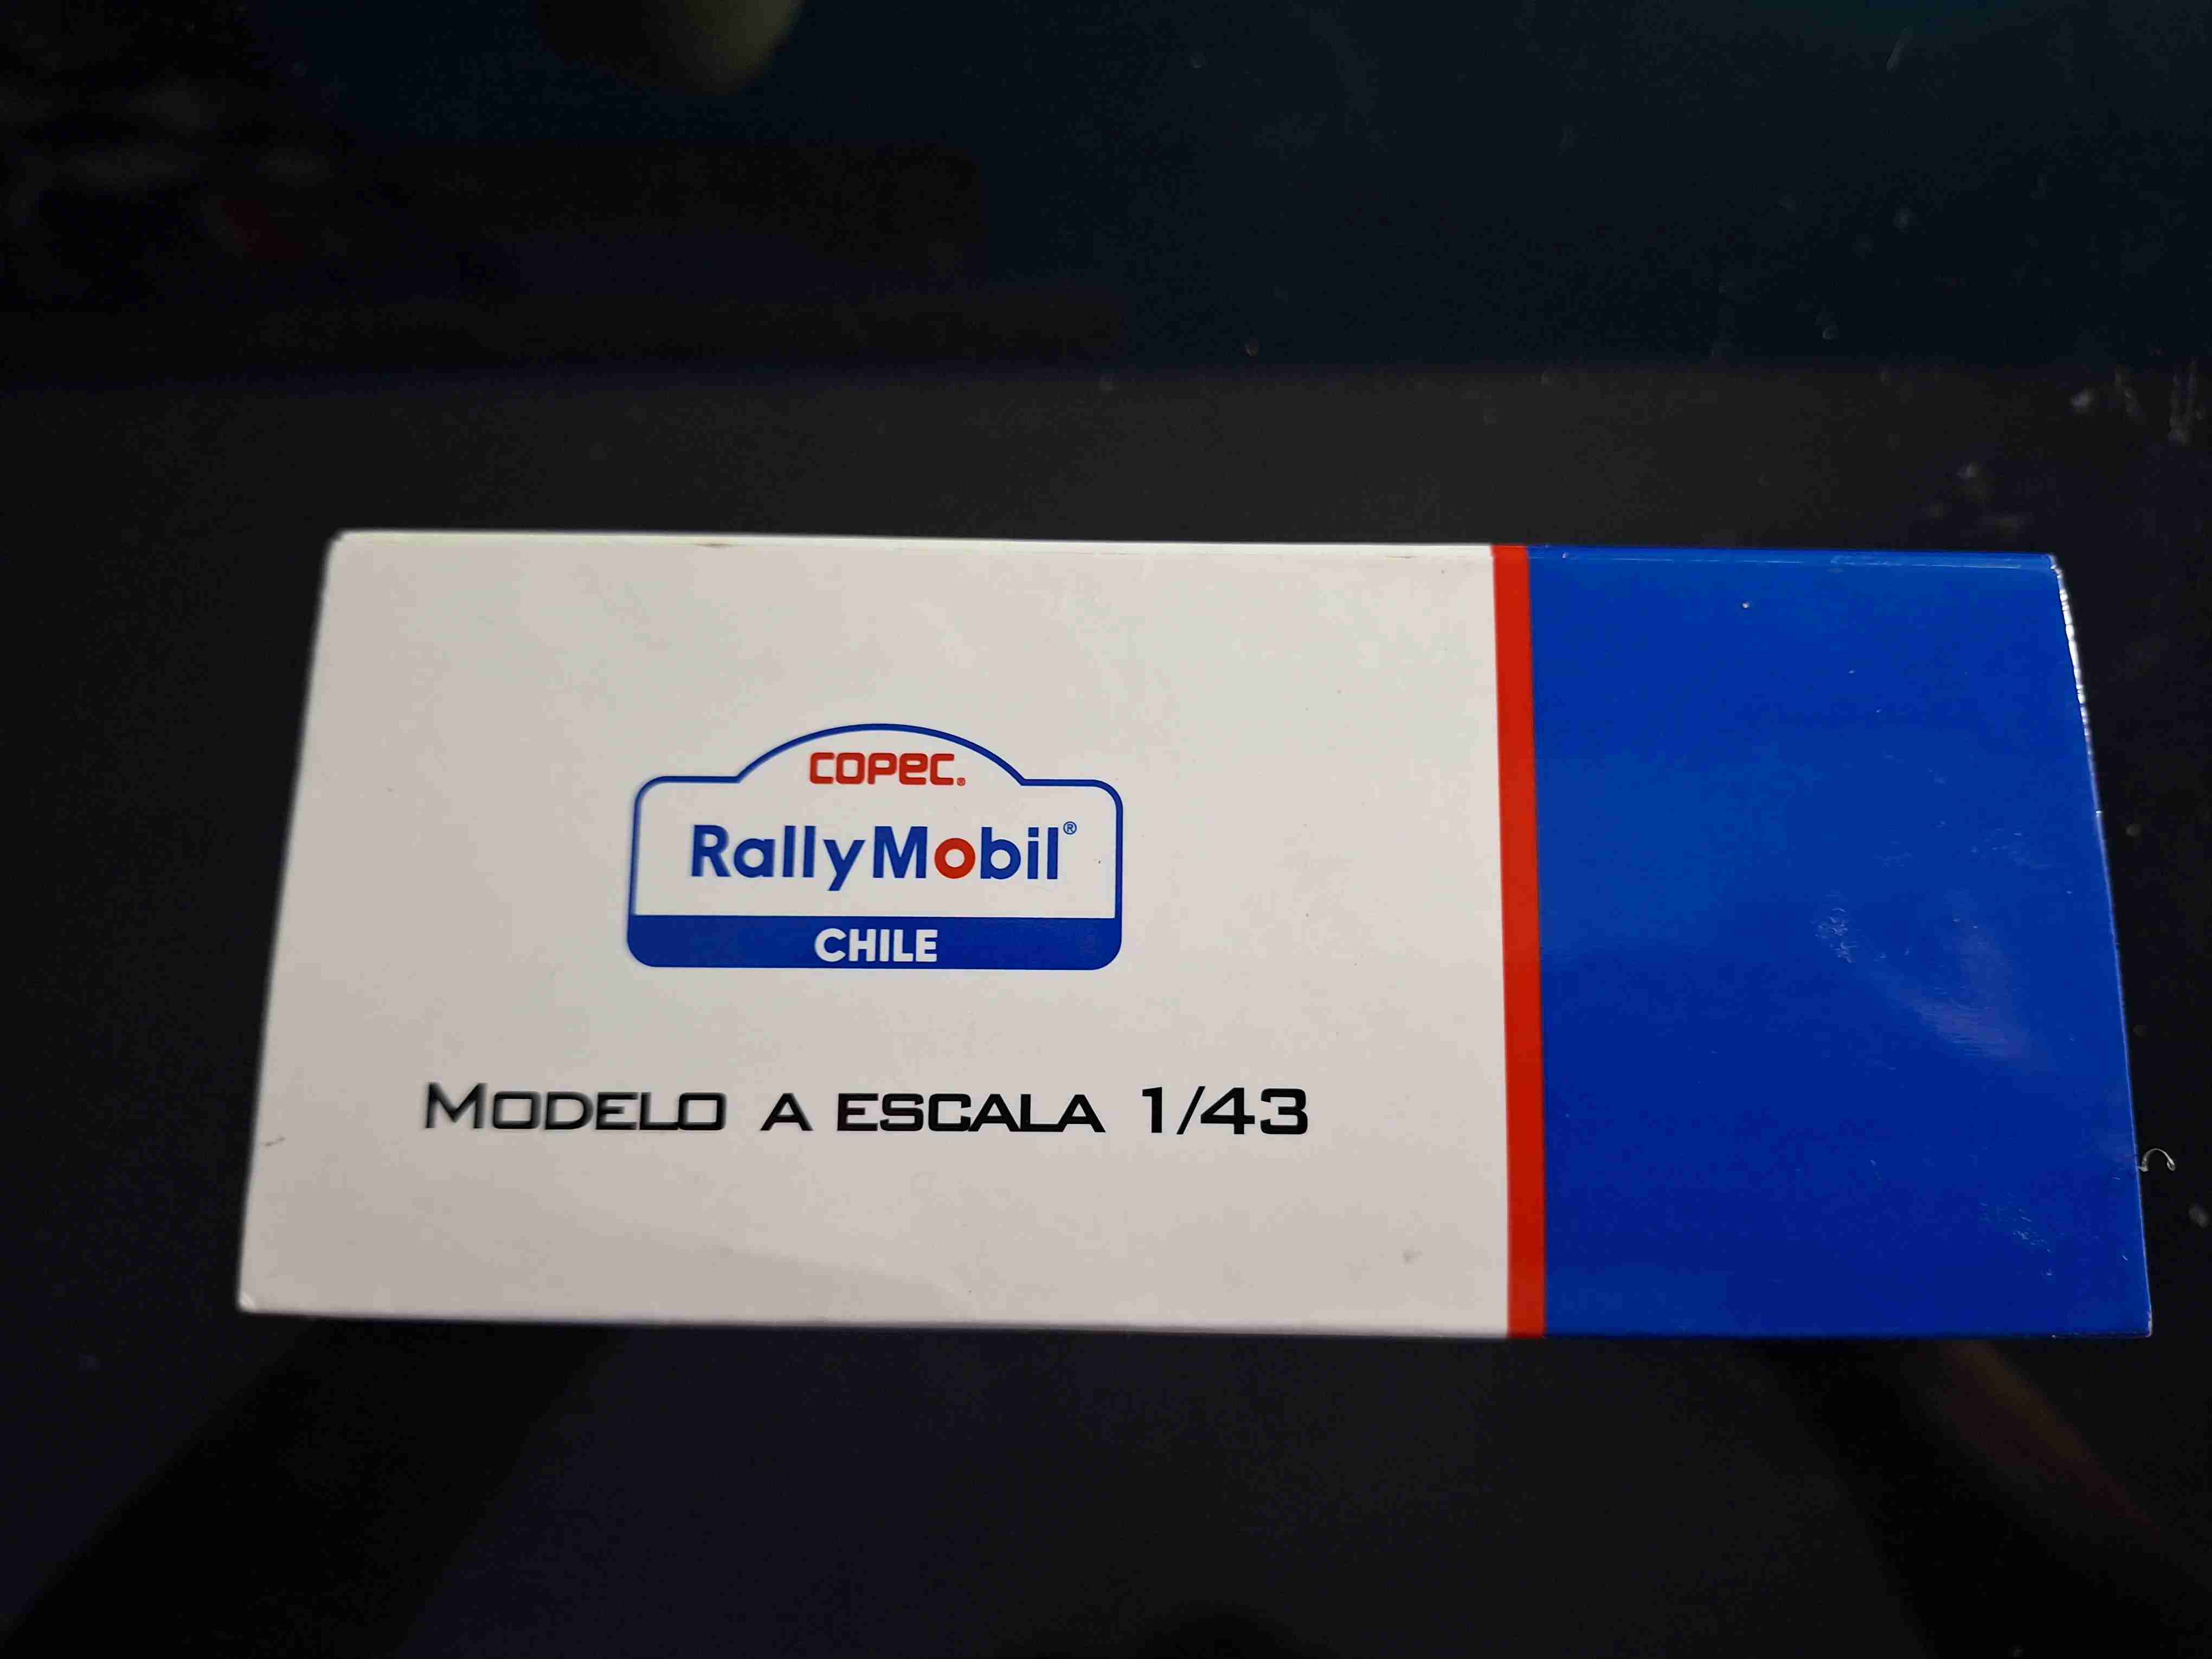 COPEC®
RallyMobil®
CHILE
MODELO A ESCALA 1/43